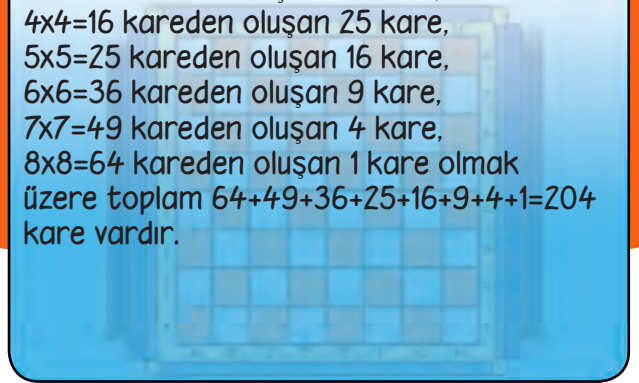 4x4=16 kareden oluşan 25 kare,
5x5=25 kareden oluşan 16 kare,
6x6=36 kareden oluşan 9 kare,
7x7=49 kareden oluşan 4 kare,
8x8=64 kareden oluşan 1 kare olmak
üzere toplam 64+49+36+25+16+9+4+1=204
kare vardır.